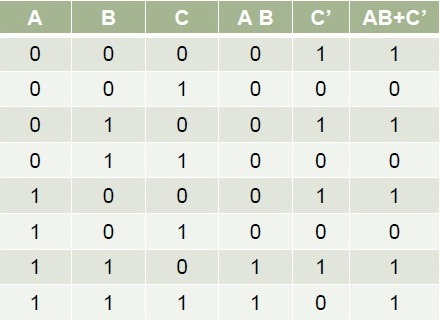 A B C A B C’ AB+C’
0 0 0 0 1 1
0 0 1 0 0 0
0 1 0 0 1 1
0 1 1 0 0 0
1 0 0 0 1 1
1 0 1 0 0 0
1 1 0 1 1 1
1 1 1 1 0 1